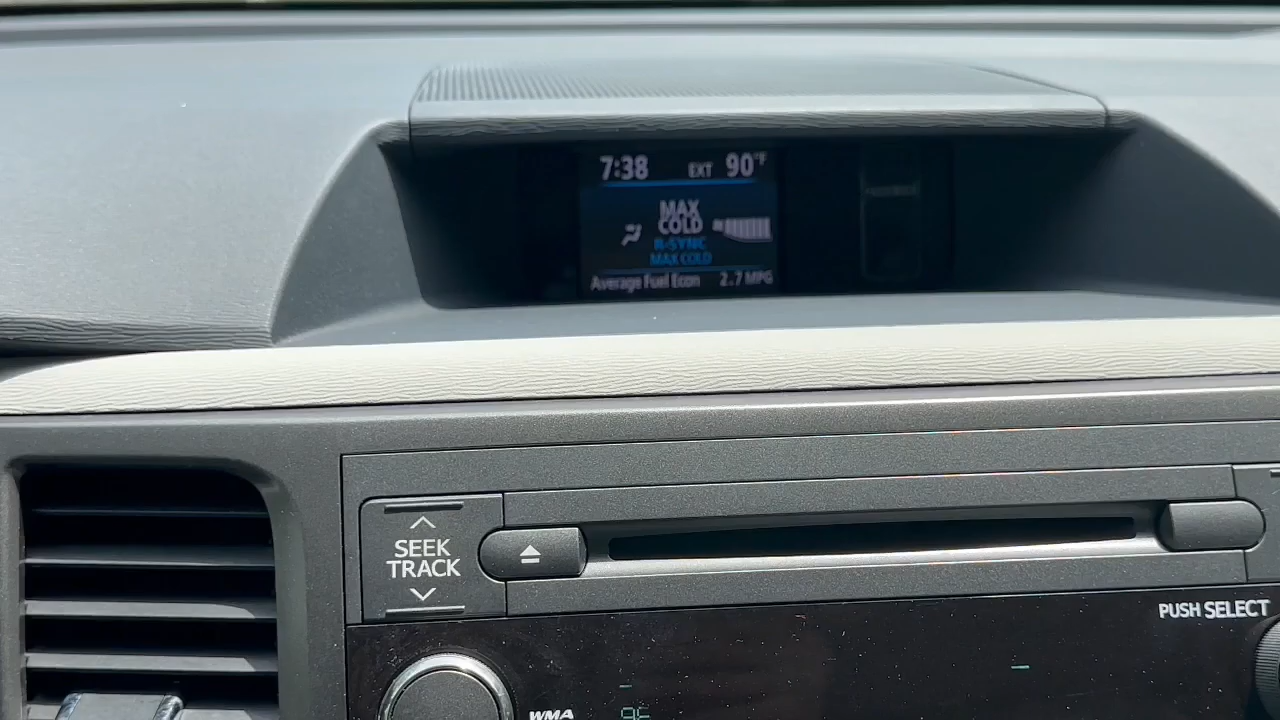 7:38 EXT 90°F
MAX
COLD
R-SYNC
MAX COLD
Average Fuel Econ 2.7 MPG
SEEK
TRACK
PUSH SELECT
WMA